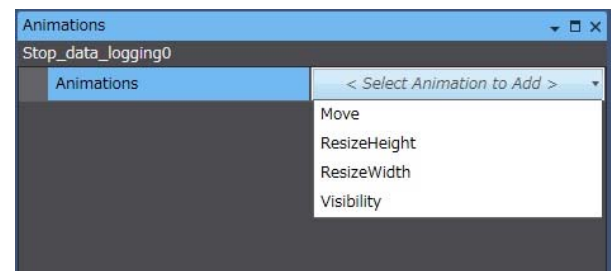 Animations
Stop_data_logging0
Animations < Select Animation to Add >
Move
ResizeHeight
ResizeWidth
Visibility